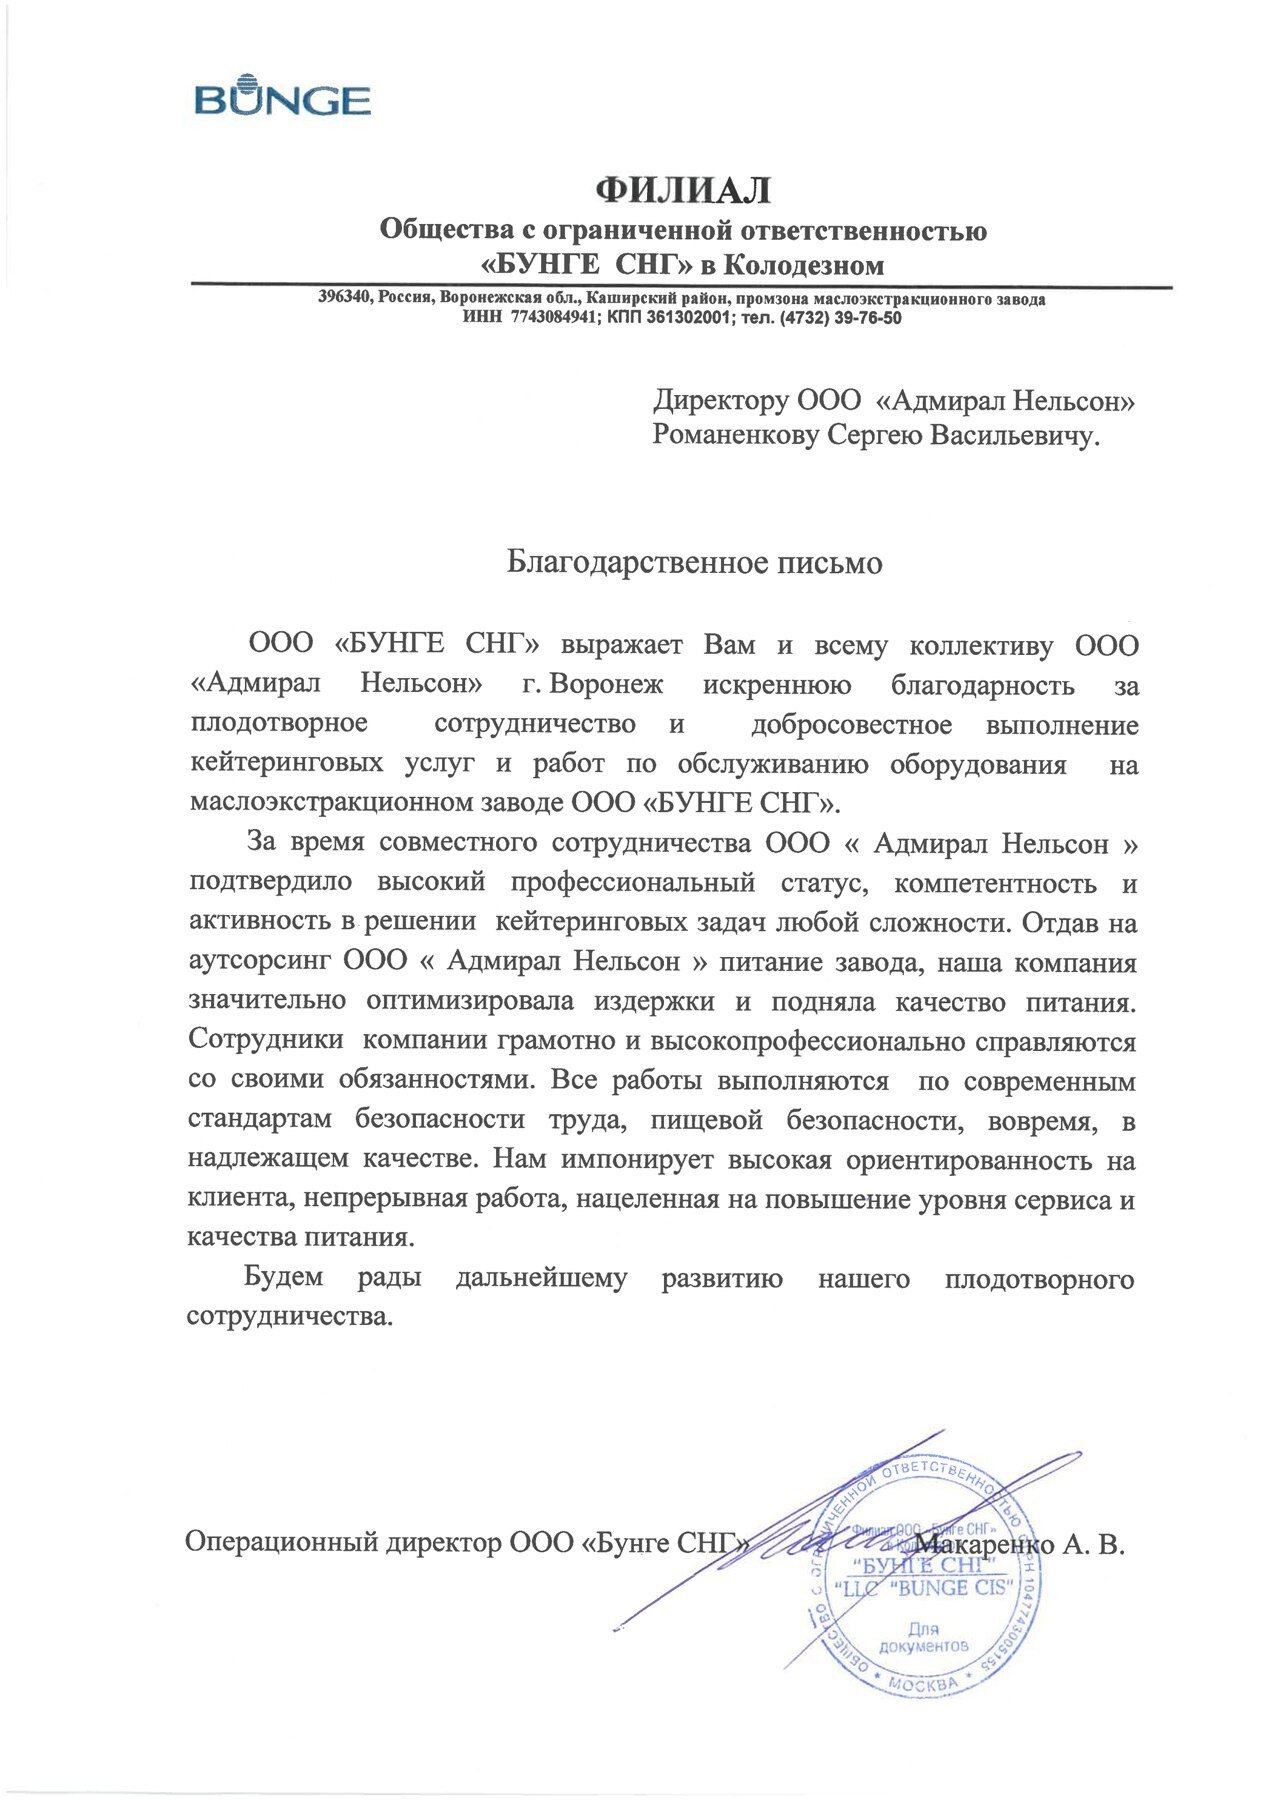 BUNGE
ФИЛИАЛ
Общества с ограниченной ответственностью
«БУНГЕ СНГ» в Колодезном
396340, Россия, Воронежская обл., Каширский район, промзона маслоэкстракционного завода
ИНН 7743084941; КПП 361302001; тел. (4732) 39-76-50
Директору ООО «Адмирал Нельсон»
Романенкову Сергею Васильевичу.
Благодарственное письмо
ООО «БУНГЕ СНГ» выражает Вам и всему коллективу ООО
«Адмирал Нельсон» г. Воронеж искреннюю благодарность за
плодотворное сотрудничество и добросовестное выполнение
кейтеринговых услуг и работ по обслуживанию оборудования на
маслоэкстракционном заводе ООО «БУНГЕ СНГ».
За время совместного сотрудничества ООО « Адмирал Нельсон »
подтвердило высокий профессиональный статус, компетентность и
активность в решении кейтеринговых задач любой сложности. Отдав на
аутсорсинг ООО « Адмирал Нельсон » питание завода, наша компания
значительно оптимизировала издержки и подняла качество питания.
Сотрудники компании грамотно и высокопрофессионально справляются
со своими обязанностями. Все работы выполняются по современным
стандартам безопасности труда, пищевой безопасности, вовремя, в
надлежащем качестве. Нам импонирует высокая ориентированность на
клиента, непрерывная работа, нацеленная на повышение уровня сервиса и
качества питания.
Будем рады дальнейшему развитию нашего плодотворного
сотрудничества.
Операционный директор ООО «Бунге СНГ» Макаренко А. В.
ОБЩЕСТВО С ОГРАНИЧЕННОЙ ОТВЕТСТВЕННОСТЬЮ ОГРН 1047743005155
* МОСКВА *
Филиал ООО «Бунге СНГ»
"БУНГЕ СНГ"
"LLC "BUNGE CIS"
Для
документов